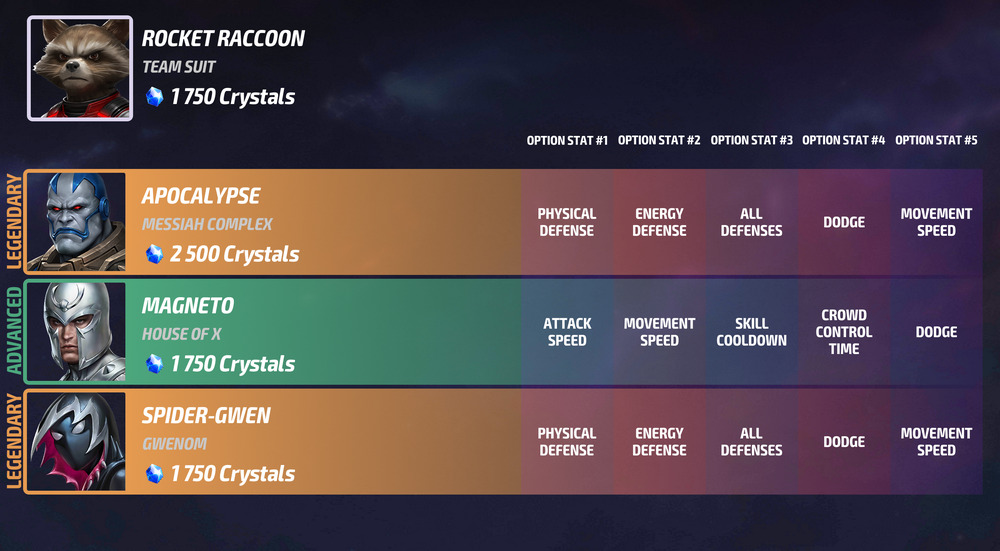 ROCKET RACCOON
TEAM SUIT
1 750 Crystals
OPTION STAT #1 OPTION STAT #2 OPTION STAT #3 OPTION STAT #4 OPTION STAT #5
LEGENDARY
APOCALYPSE
MESSIAH COMPLEX
2 500 Crystals
PHYSICAL
DEFENSE
ENERGY
DEFENSE
ALL
DEFENSES
DODGE
MOVEMENT
SPEED
ADVANCED
MAGNETO
HOUSE OF X
1 750 Crystals
ATTACK
SPEED
MOVEMENT
SPEED
SKILL
COOLDOWN
CROWD
CONTROL
TIME
DODGE
LEGENDARY
SPIDER-GWEN
GWENOM
1 750 Crystals
PHYSICAL
DEFENSE
ENERGY
DEFENSE
ALL
DEFENSES
DODGE
MOVEMENT
SPEED